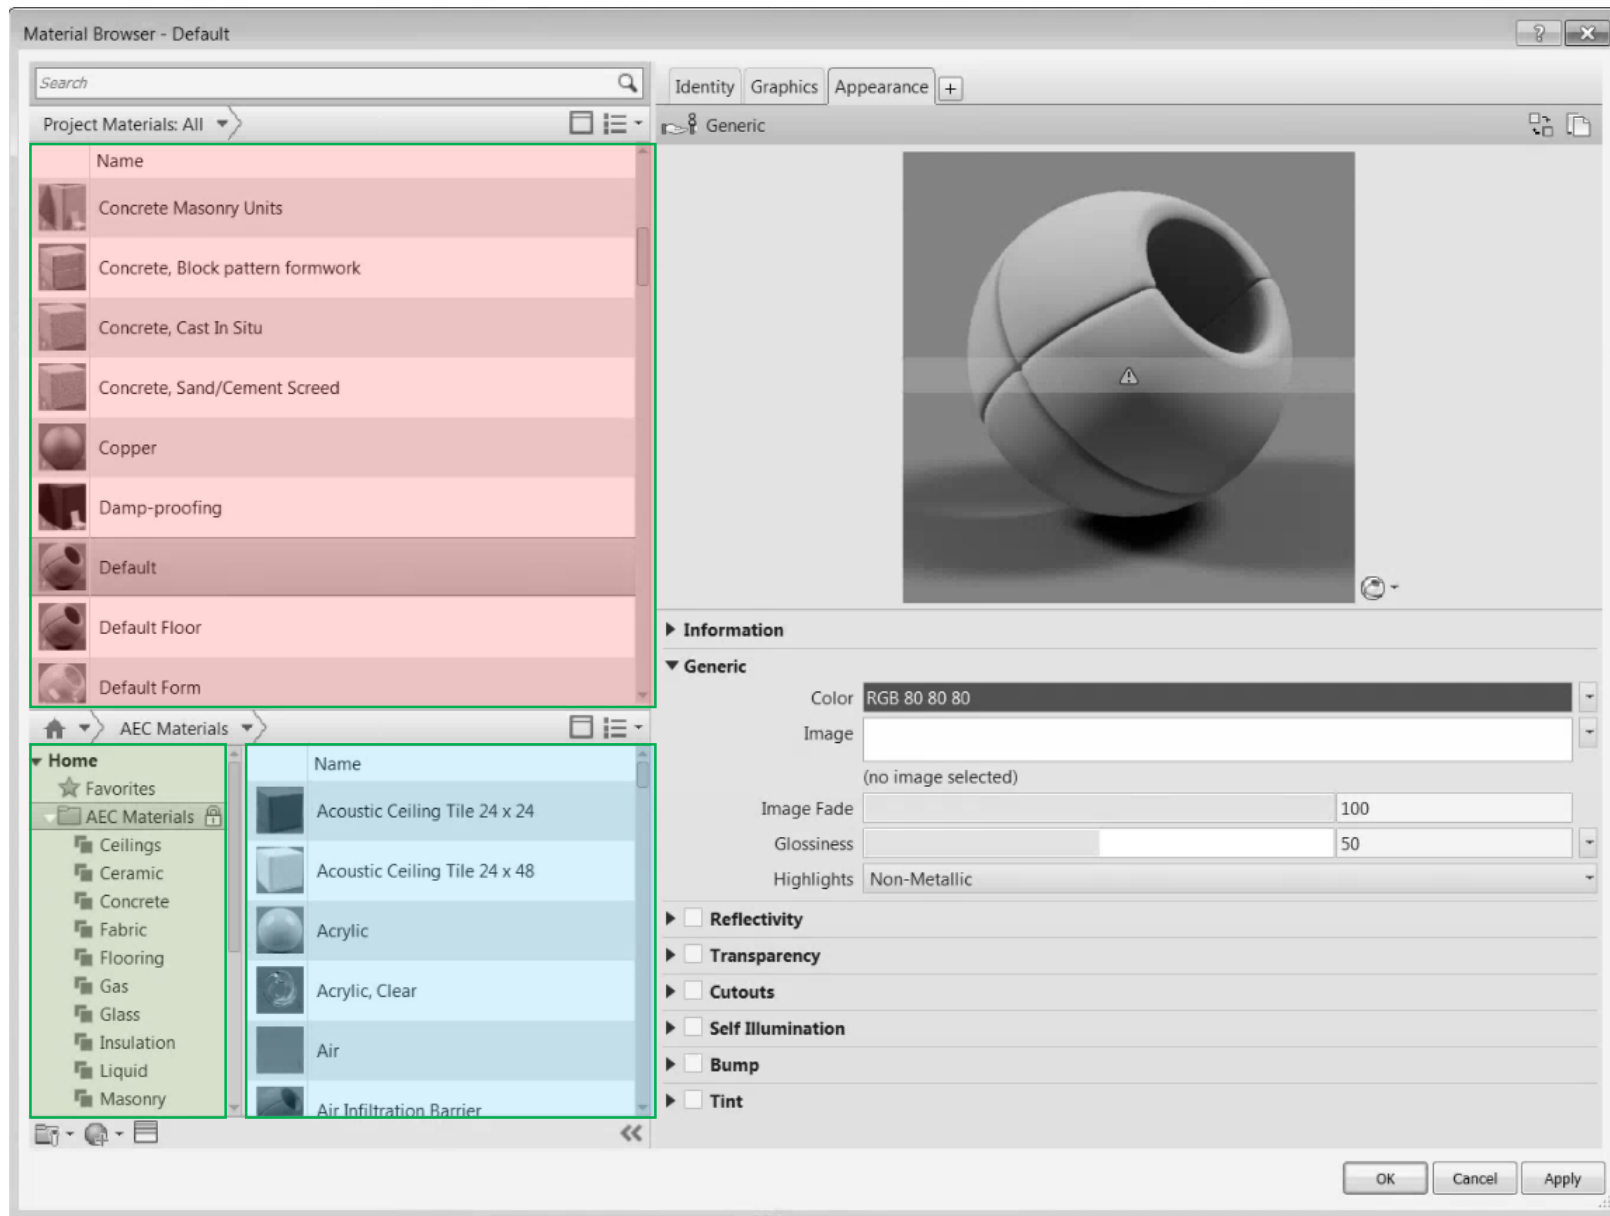 Material Browser - Default
Search
Project Materials: All
Name
Concrete Masonry Units
Concrete, Block pattern formwork
Concrete, Cast In Situ
Concrete, Sand/Cement Screed
Copper
Damp-proofing
Default
Default Floor
Default Form
AEC Materials
Home
Favorites
AEC Materials
Ceilings
Ceramic
Concrete
Fabric
Flooring
Gas
Glass
Insulation
Liquid
Masonry
Name
Acoustic Ceiling Tile 24 x 24
Acoustic Ceiling Tile 24 x 48
Acrylic
Acrylic, Clear
Air
Air Infiltration Barrier
Identity Graphics Appearance +
Generic
Information
Generic
Color RGB 80 80 80
Image
(no image selected)
Image Fade 100
Glossiness 50
Highlights Non-Metallic
Reflectivity
Transparency
Cutouts
Self Illumination
Bump
Tint
OK Cancel Apply